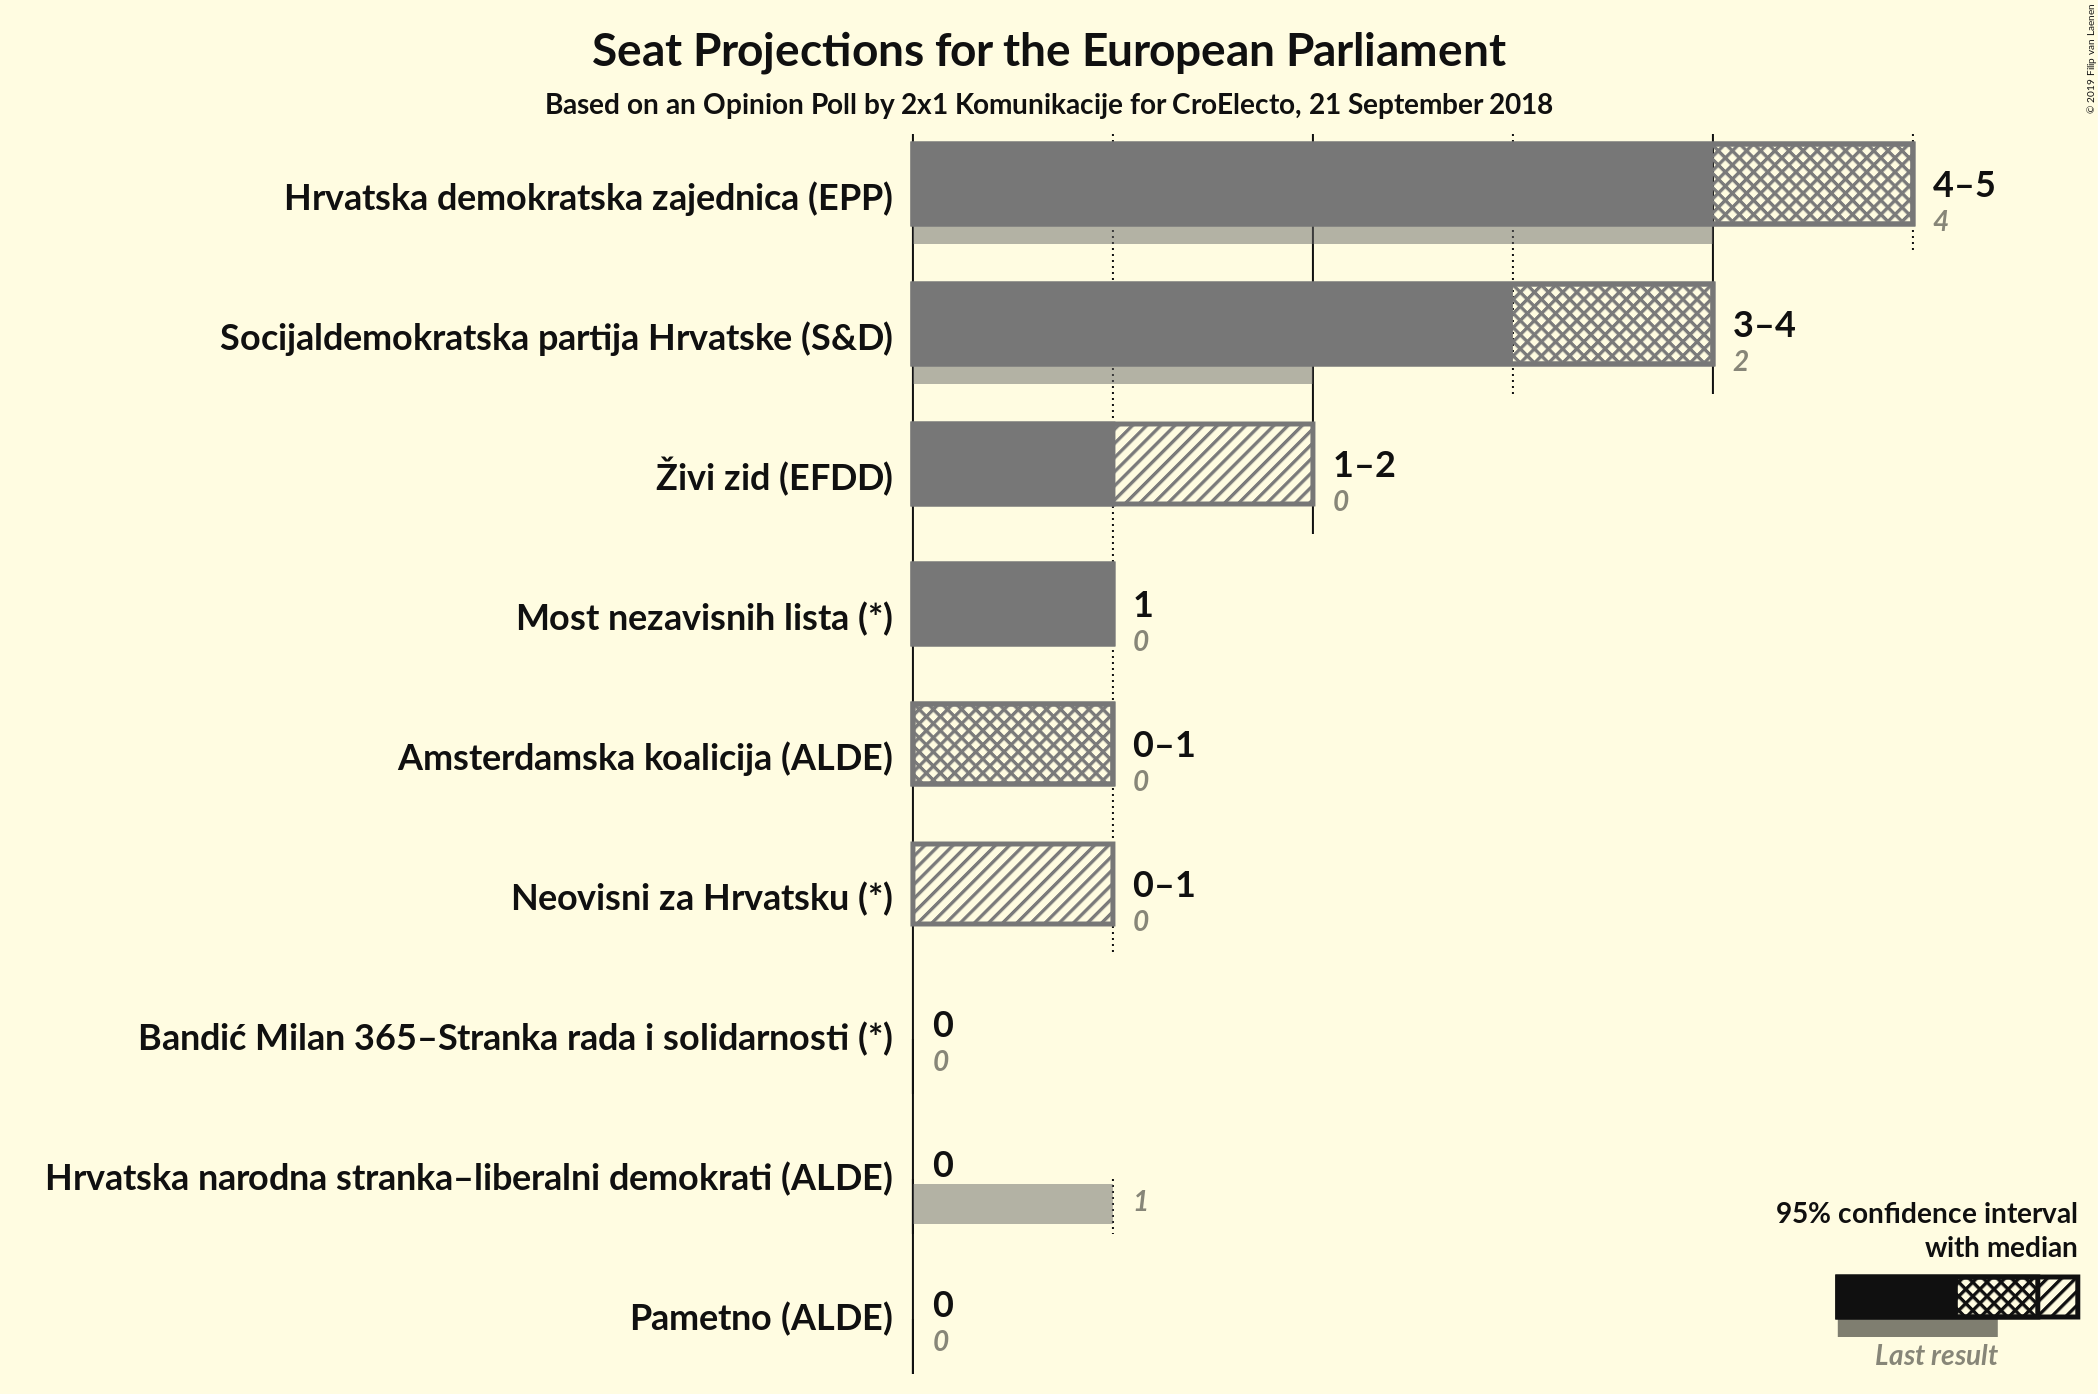 Seat Projections for the European Parliament
Based on an Opinion Poll by 2x1 Komunikacije for CroElecto, 21 September 2018
© 2019 Filip van Laenen
Hrvatska demokratska zajednica (EPP)
4–5
4
Socijaldemokratska partija Hrvatske (S&D)
3–4
2
Živi zid (EFDD)
1–2
0
Most nezavisnih lista (*)
1
0
Amsterdamska koalicija (ALDE)
0–1
0
Neovisni za Hrvatsku (*)
0–1
0
Bandić Milan 365–Stranka rada i solidarnosti (*)
0
0
Hrvatska narodna stranka–liberalni demokrati (ALDE)
0
1
Pametno (ALDE)
0
0
95% confidence interval
with median
Last result